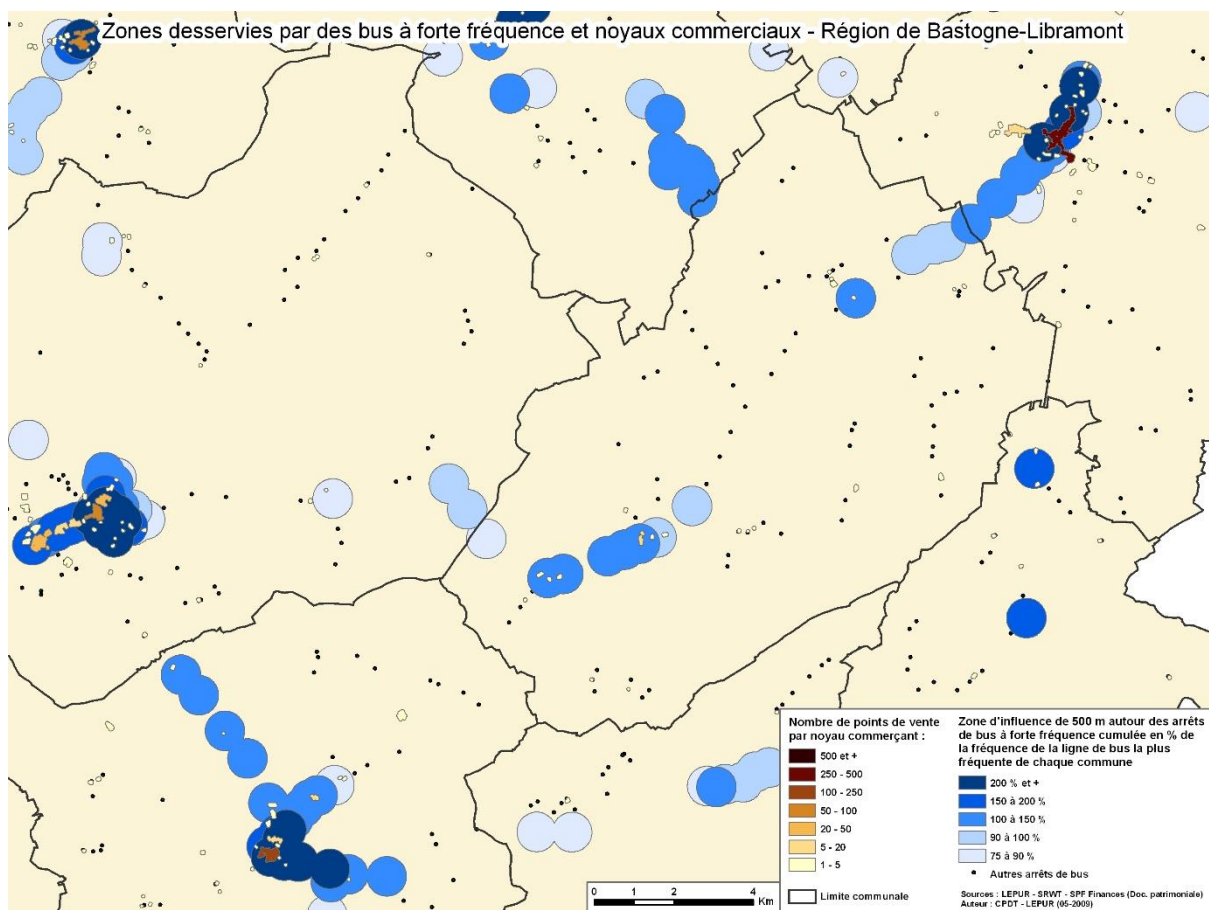 Zones desservies par des bus à forte fréquence et noyaux commerciaux - Région de Bastogne-Libramont
Nombre de points de vente
par noyau commerçant :
500 et +
250 - 500
100 - 250
50 - 100
20 - 50
5 - 20
1 - 5
Limite communale
Zone d'influence de 500 m autour des arrêts
de bus à forte fréquence cumulée en % de
la fréquence de la ligne de bus la plus
fréquente de chaque commune
200 % et +
150 à 200 %
100 à 150 %
90 à 100 %
75 à 90 %
Autres arrêts de bus
0 1 2 4
Km
Sources : LEPUR - SRWT - SPF Finances (Doc. patrimoniale)
Auteur : CPDT - LEPUR (05-2009)